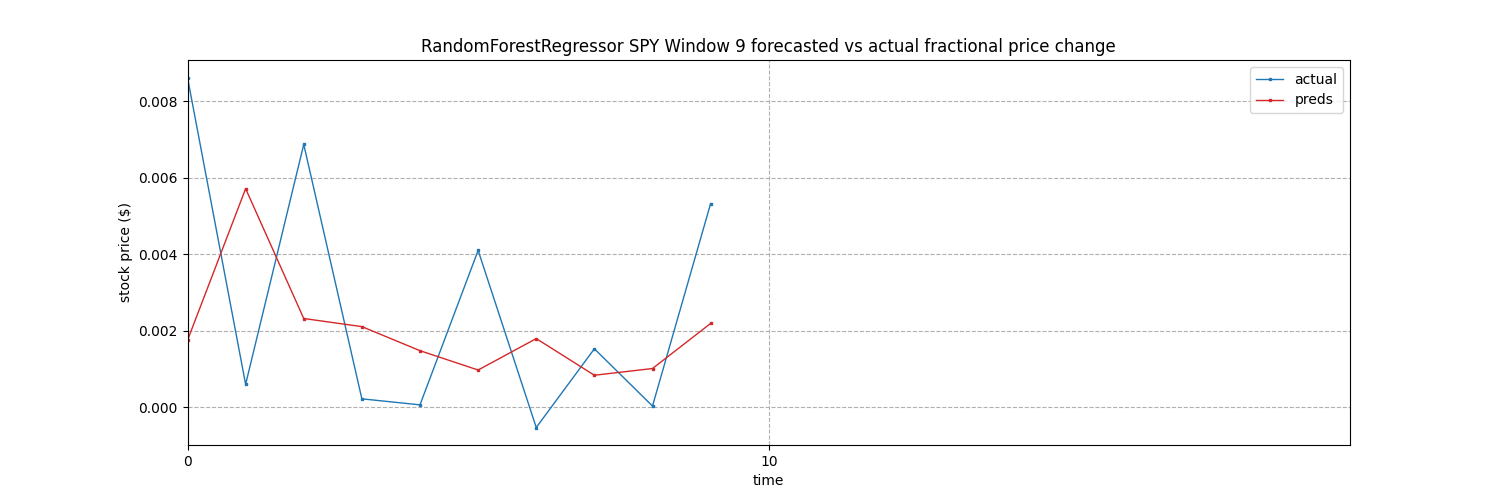 RandomForestRegressor SPY Window 9 forecasted vs actual fractional price change
actual
preds
0.008
0.006
0.004
0.002
0.000
stock price ($)
0
10
time